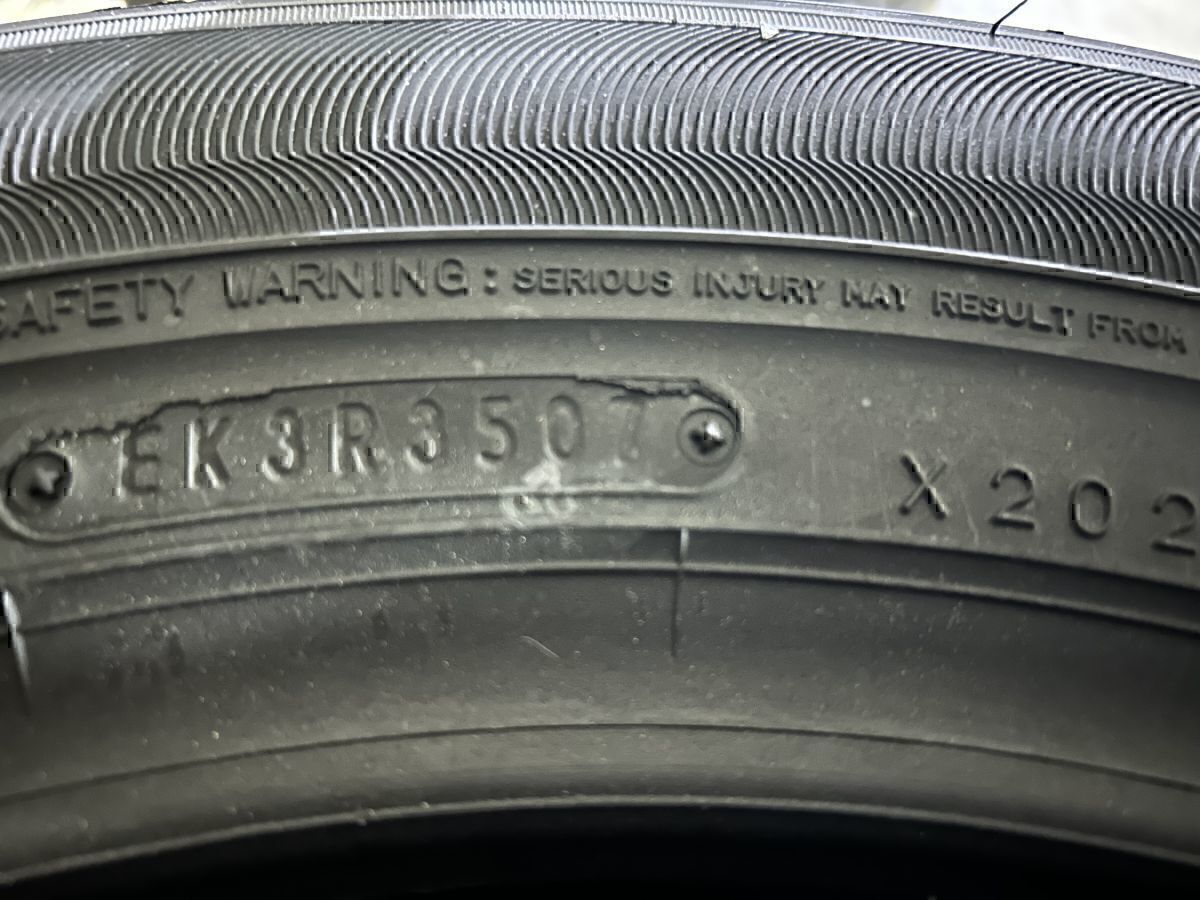 SAFETY WARNING: SERIOUS INJURY MAY RESULT FROM
EK3R3507
X202